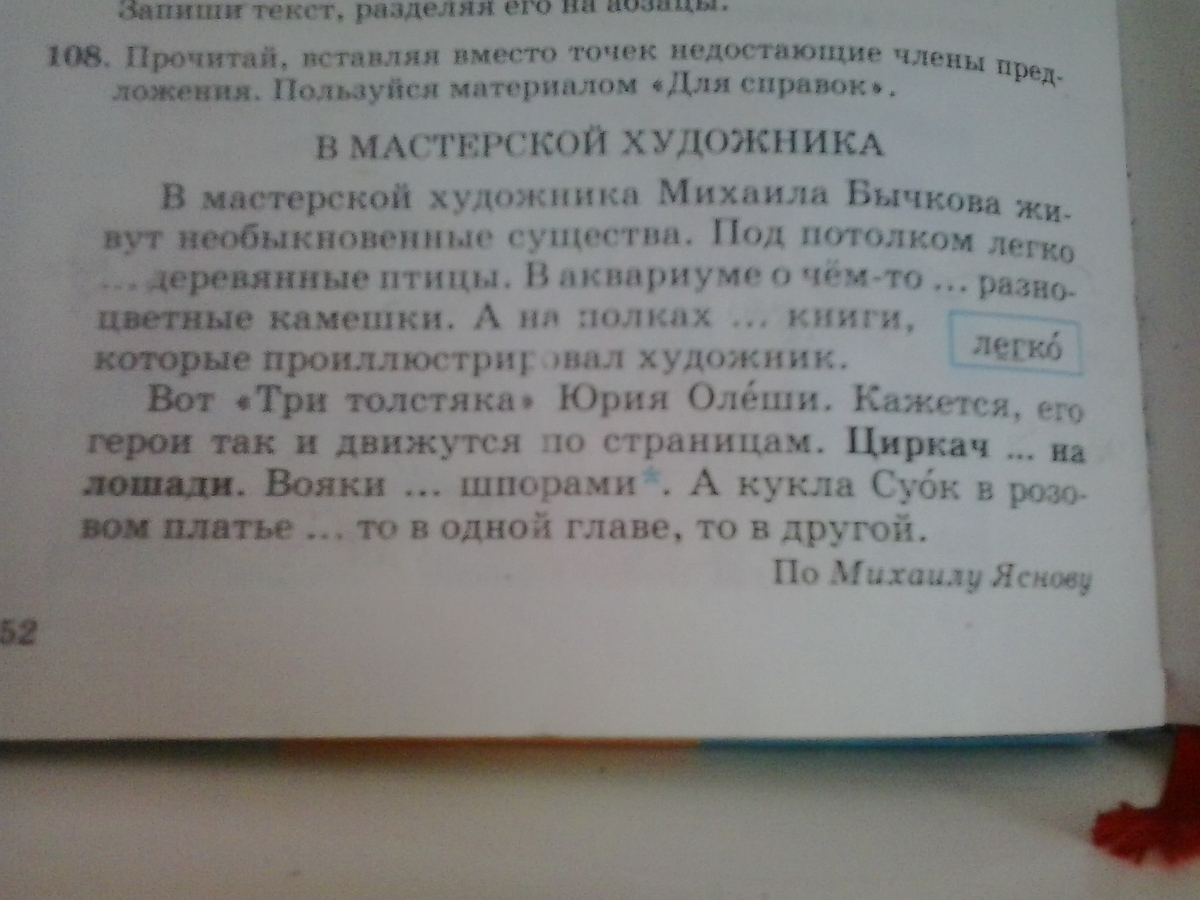 Запиши текст, разделяя его на абзацы.
108. Прочитай, вставляя вместо точек недостающие члены пред-
ложения. Пользуйся материалом «Для справок».
В МАСТЕРСКОЙ ХУДОЖНИКА
В мастерской художника Михаила Бычкова жи-
вут необыкновенные существа. Под потолком легко
... деревянные птицы. В аквариуме о чём-то ... разно-
цветные камешки. А на полках ... книги,
которые проиллюстрировал художник.
легко́
Вот «Три толстяка» Юрия Оле́ши. Кажется, его
герои так и движутся по страницам. Циркач ... на
лошади. Вояки ... шпорами*. А кукла Суо́к в розо-
вом платье ... то в одной главе, то в другой.
По Михаилу Яснову
52